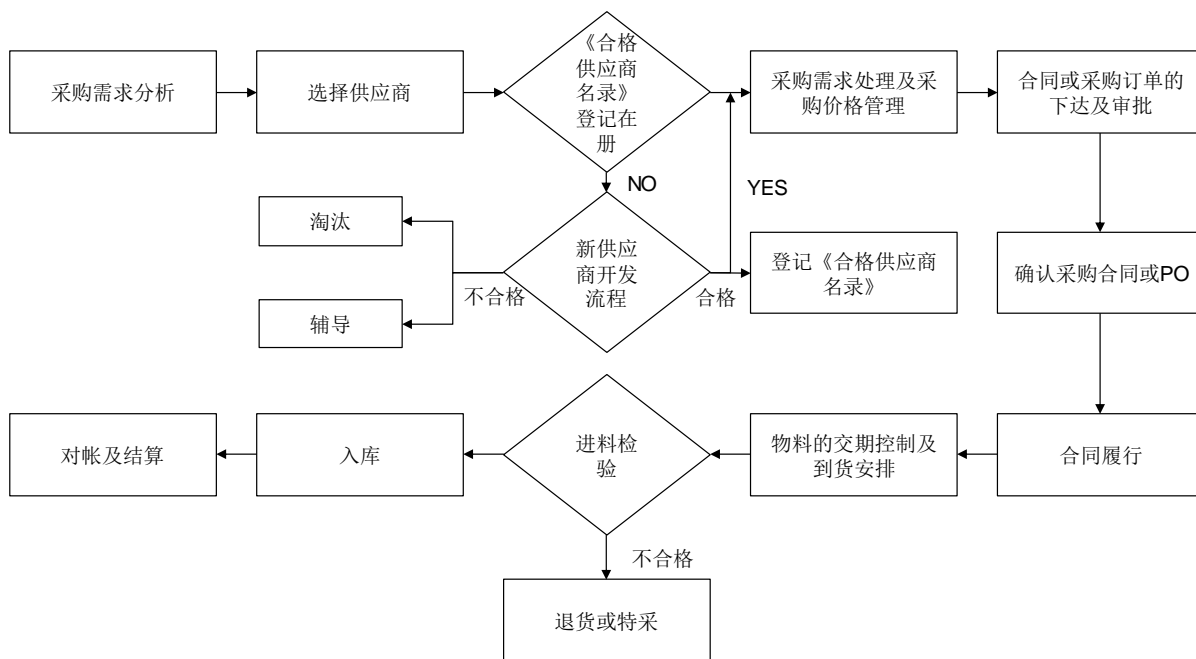 采购需求分析
选择供应商
《合格
供应商
名录》
登记在
册
采购需求处理及采
购价格管理
合同或采购订单的
下达及审批
NO
YES
淘汰
新供应
商开发
流程
不合格
合格
登记《合格供应商
名录》
确认采购合同或PO
辅导
对帐及结算
入库
进料检
验
物料的交期控制及
到货安排
合同履行
不合格
退货或特采